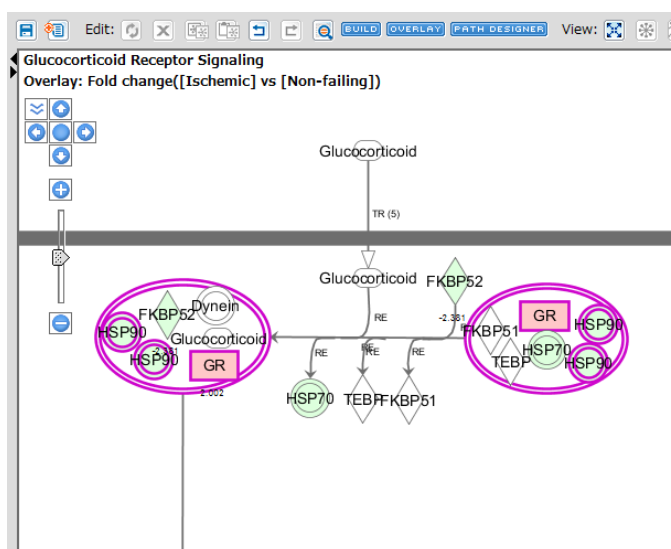 Edit:
BUILD
OVERLAY
PATH DESIGNER
View:
Glucocorticoid Receptor Signaling
Overlay: Fold change([Ischemic] vs [Non-failing])
Glucocorticoid
TR (5)
Glucocorticoid
FKBP52
RE
-2.381
FKBP52
Dynein
HSP90
Glucocorticoid
HSP90
GR
2.002
RE
RE
RE
HSP70
TEBP
FKBP51
GR
FKBP51
HSP90
HSP70
TEBP
HSP90